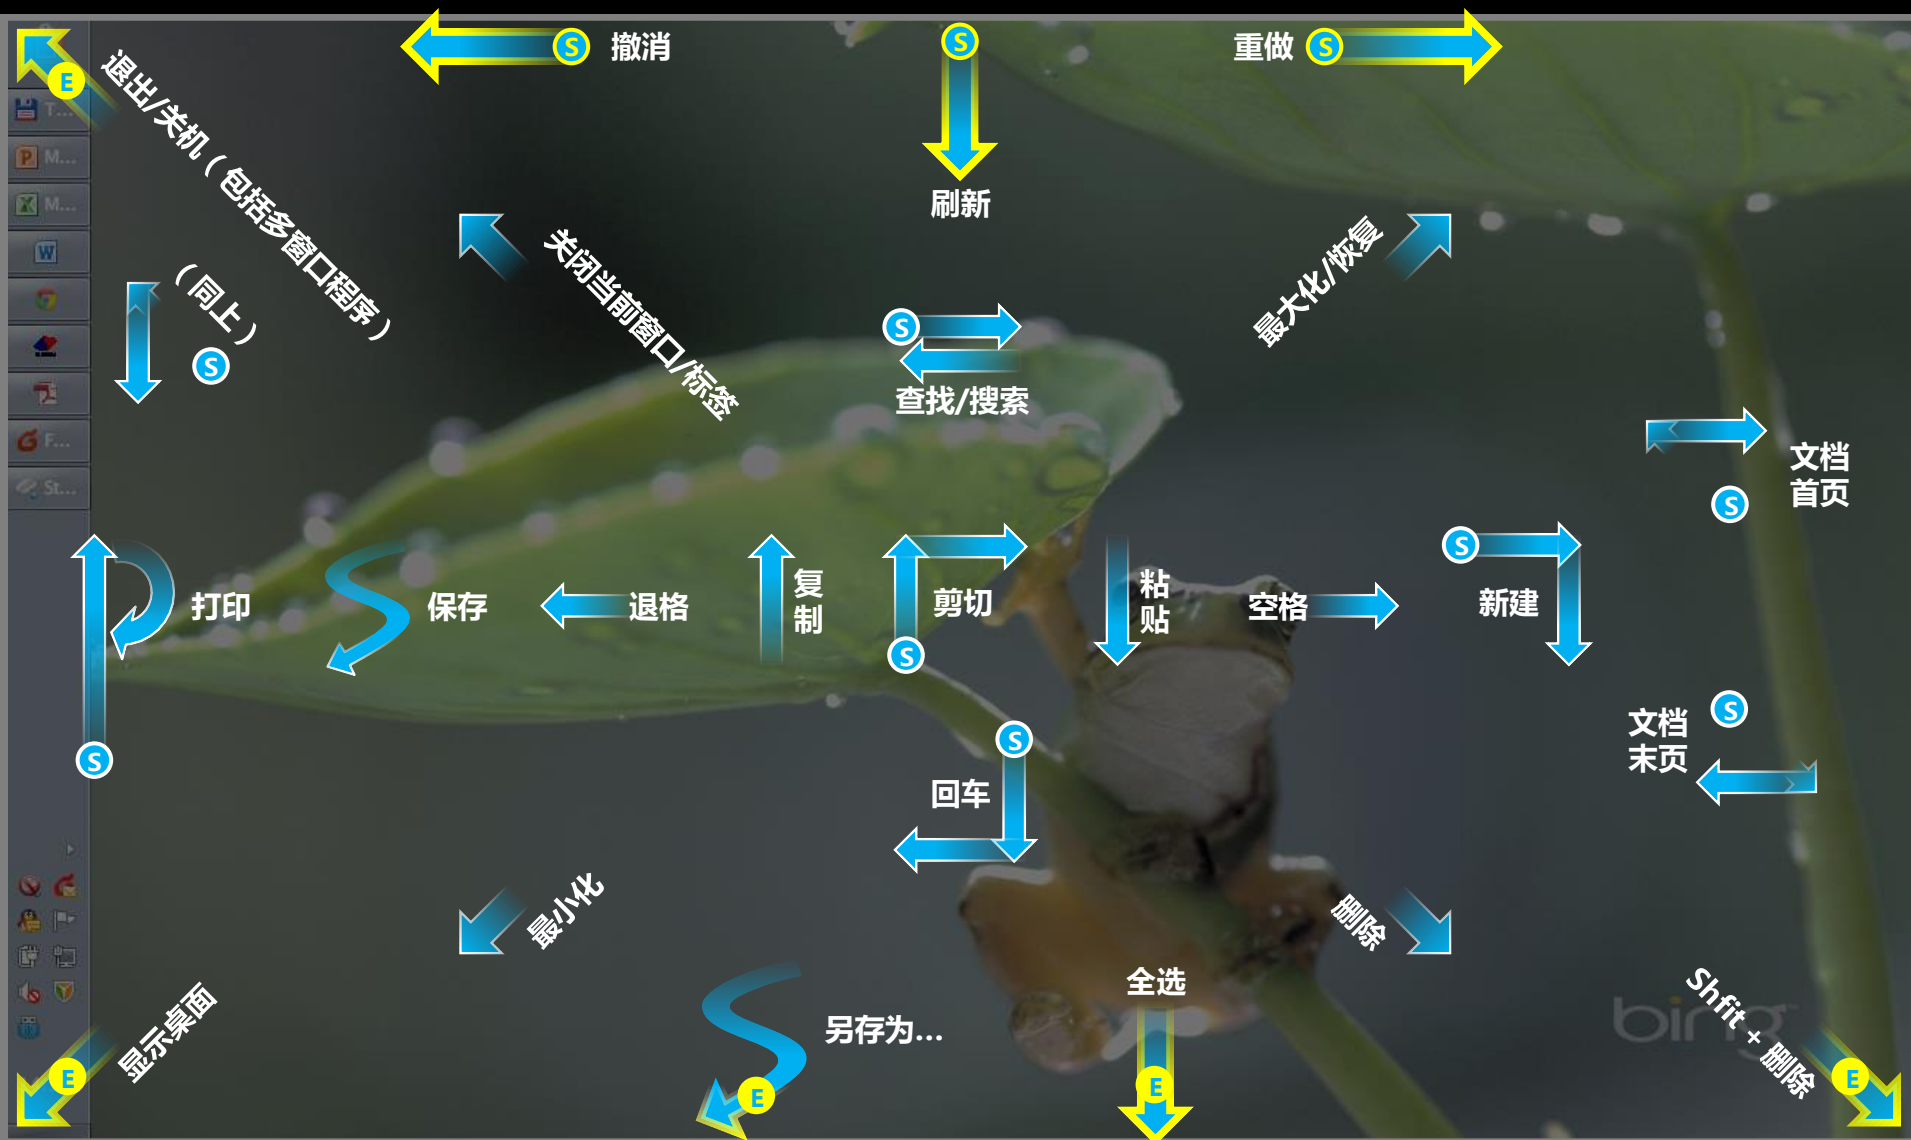 S
撤消
S
重做
S
E
退出/关机（包括多窗口程序）
T...
M...
M...
刷新
（同上）
S
关闭当前窗口/标签
最大化/恢复
S
查找/搜索
文档
首页
S
F...
St...
打印
S
保存
退格
复
制
剪切
S
粘
贴
空格
S
新建
文档
末页
S
S
回车
最小化
删除
全选
E
另存为...
E
显示桌面
E
bing
Shfit + 删除
E